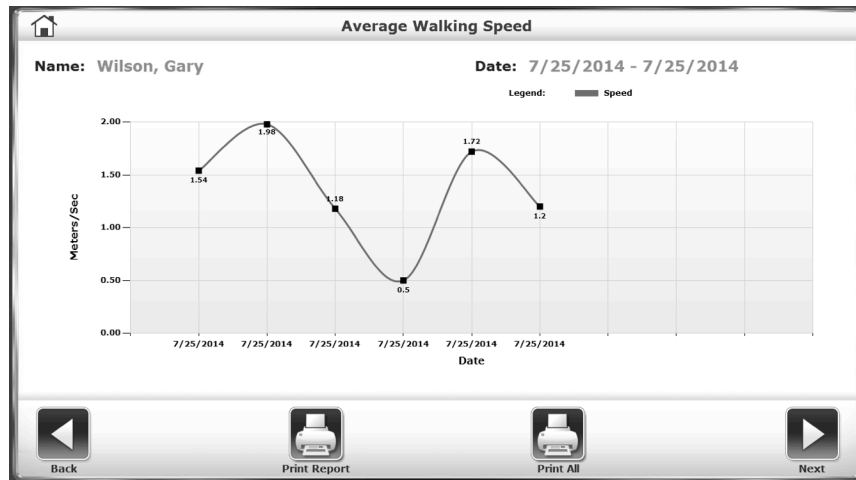 Average Walking Speed
Name: Wilson, Gary
Date: 7/25/2014 - 7/25/2014
Legend: Speed
2.00
1.50
1.00
0.50
0.00
Meters/Sec
1.54
1.98
1.18
0.5
1.72
1.2
7/25/2014 7/25/2014 7/25/2014 7/25/2014 7/25/2014 7/25/2014
Date
Back
Print Report
Print All
Next